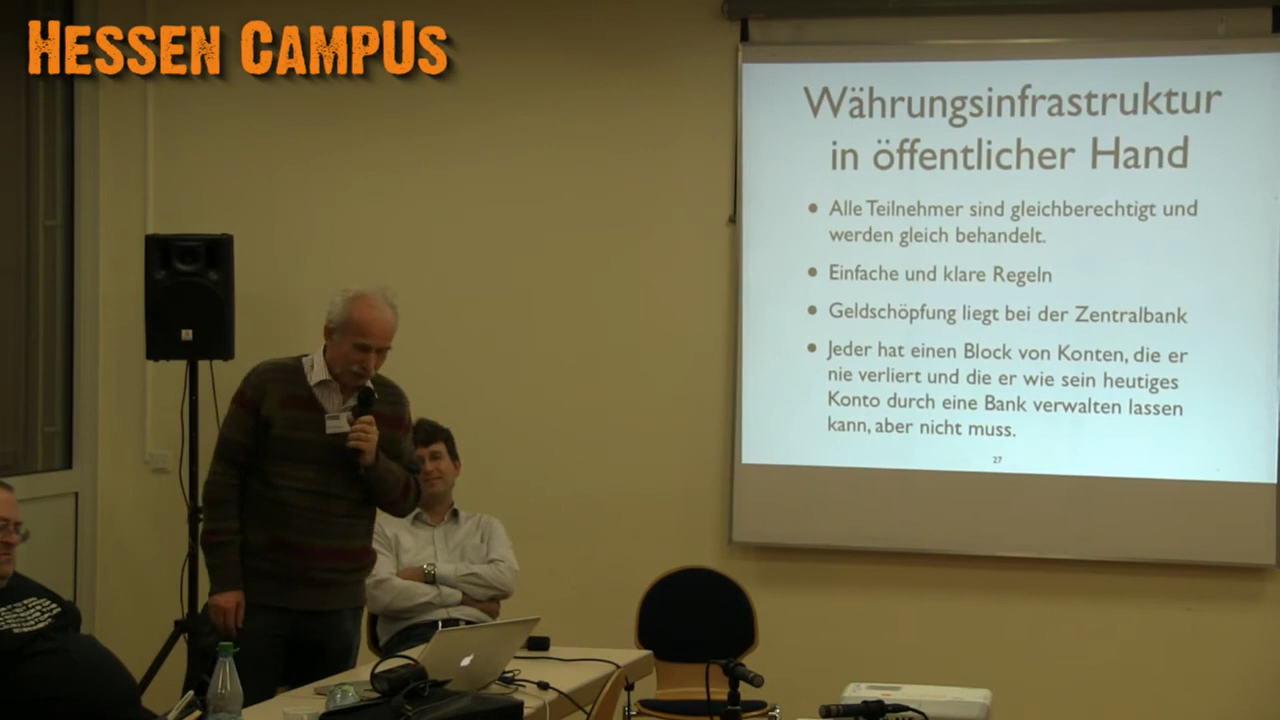 HESSEN CAMPUS
Währungsinfrastruktur
in öffentlicher Hand
• Alle Teilnehmer sind gleichberechtigt und
werden gleich behandelt.
• Einfache und klare Regeln
• Geldschöpfung liegt bei der Zentralbank
• Jeder hat einen Block von Konten, die er
nie verliert und die er wie sein heutiges
Konto durch eine Bank verwalten lassen
kann, aber nicht muss.
27